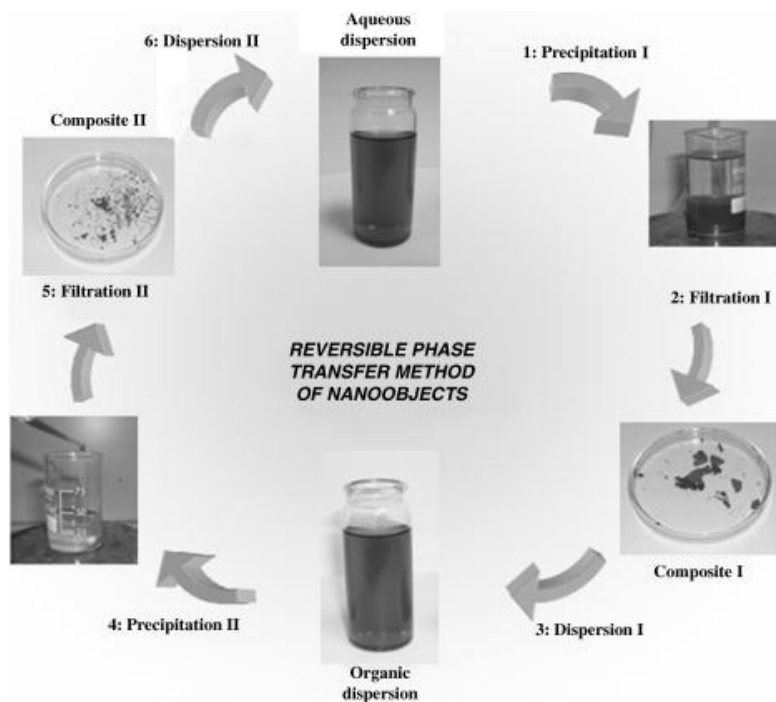 Aqueous
dispersion
1: Precipitation I
2: Filtration I
Composite I
3: Dispersion I
Organic
dispersion
4: Precipitation II
5: Filtration II
Composite II
6: Dispersion II
REVERSIBLE PHASE
TRANSFER METHOD
OF NANOOBJECTS